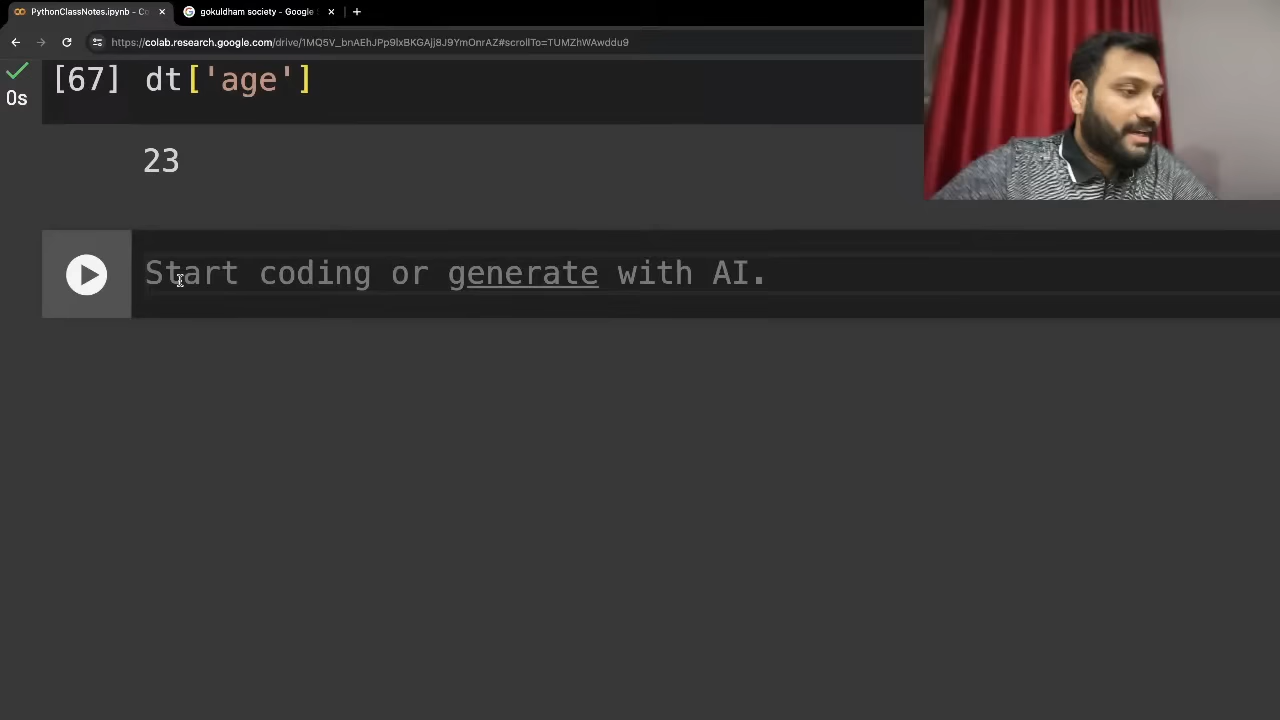 PythonClassNotes.ipynb - Co
gokuldham society - Google
https://colab.research.google.com/drive/1MQ5V_bnAEhJPp9lxBKGAjj8J9YmOnrAZ#scrollTo=TUMZhWAwddu9
[67] dt['age']
0s
23
Start coding or generate with AI.